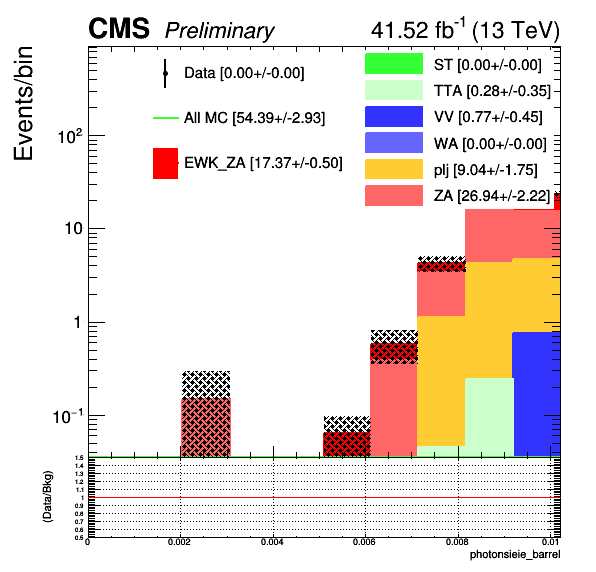 CMS Preliminary 41.52 fb⁻¹ (13 TeV)
Events/bin
Data [0.00+/-0.00]
All MC [54.39+/-2.93]
EWK_ZA [17.37+/-0.50]
ST [0.00+/-0.00]
TTA [0.28+/-0.35]
VV [0.77+/-0.45]
WA [0.00+/-0.00]
plj [9.04+/-1.75]
ZA [26.94+/-2.22]
10²
10
1
10⁻¹
(Data/Bkg)
1.5
1.4
1.3
1.2
1.1
1
0.9
0.8
0.7
0.6
0.5
0 0.002 0.004 0.006 0.008 0.01
photonsieie_barrel